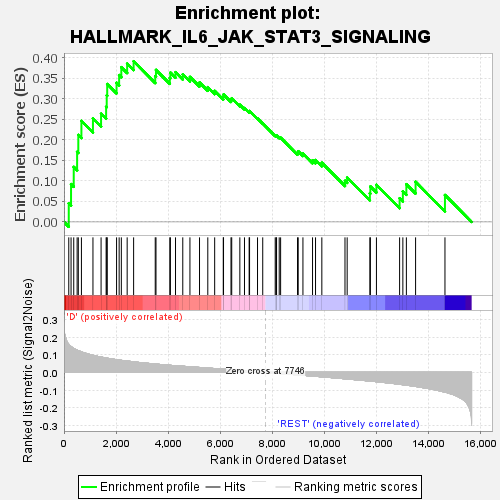 Enrichment plot:
HALLMARK_IL6_JAK_STAT3_SIGNALING
Enrichment score (ES)
0.40
0.35
0.30
0.25
0.20
0.15
0.10
0.05
0.00
'D' (positively correlated)
Ranked list metric (Signal2Noise)
0.3
0.2
0.1
0.0
-0.1
-0.2
-0.3
Zero cross at 7746
'REST' (negatively correlated)
0
2,000
4,000
6,000
8,000
10,000
12,000
14,000
16,000
Rank in Ordered Dataset
Enrichment profile
Hits
Ranking metric scores